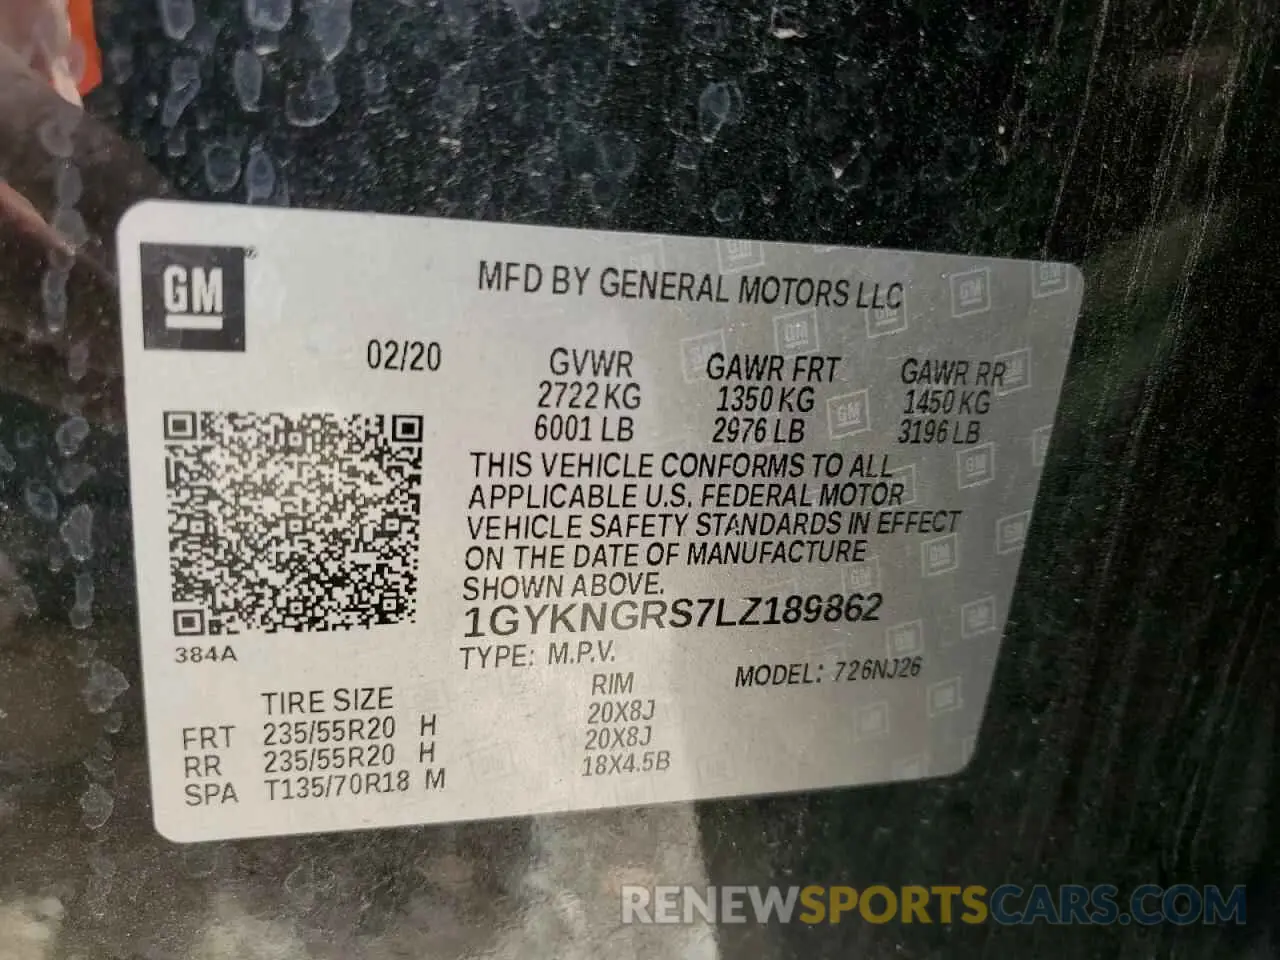 GM
MFD BY GENERAL MOTORS LLC
02/20
GVWR GAWR FRT GAWR RR
2722 KG 1350 KG 1450 KG
6001 LB 2976 LB 3196 LB
THIS VEHICLE CONFORMS TO ALL
APPLICABLE U.S. FEDERAL MOTOR
VEHICLE SAFETY STANDARDS IN EFFECT
ON THE DATE OF MANUFACTURE
SHOWN ABOVE.
1GYKNGRS7LZ189862
384A
TYPE: M.P.V.
MODEL: 726NJ26
TIRE SIZE RIM
FRT 235/55R20 H 20X8J
RR 235/55R20 H 20X8J
SPA T135/70R18 M 18X4.5B
RENEWSPORTSCARS.COM